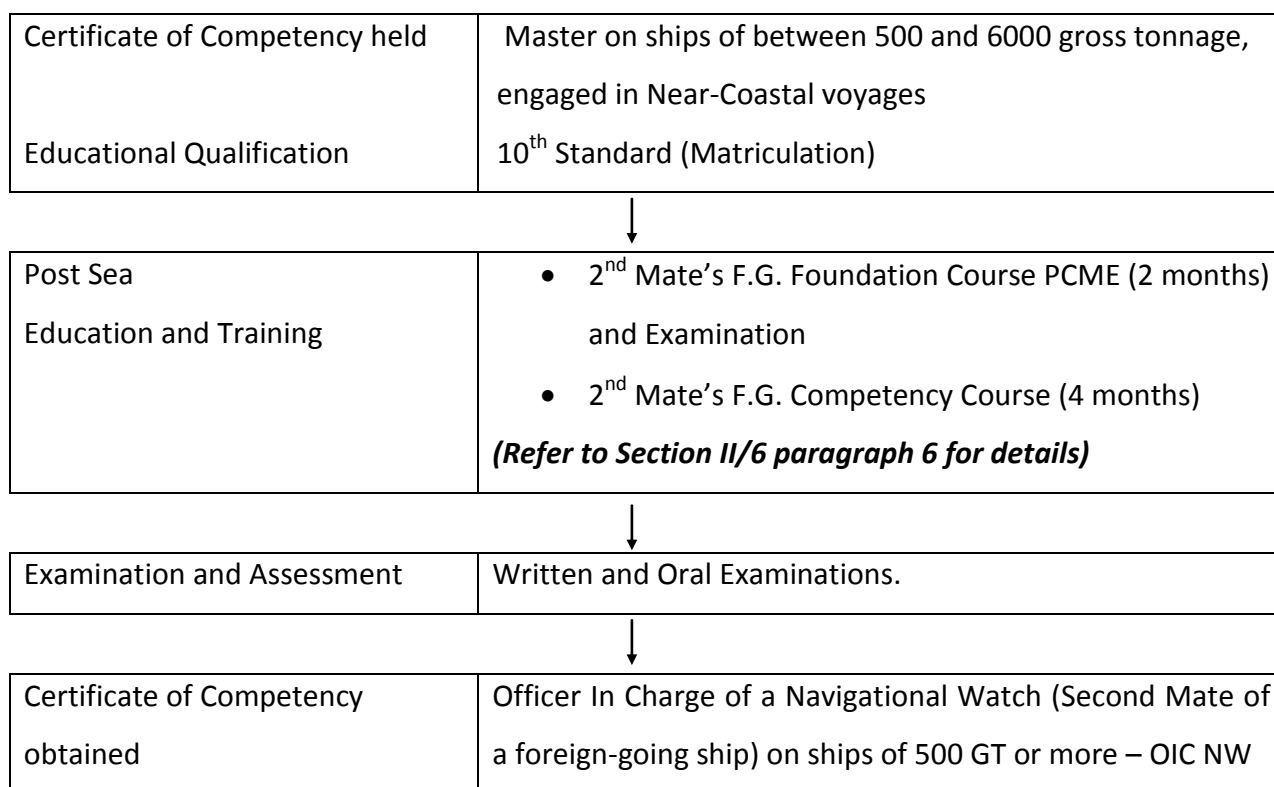 Certificate of Competency held Master on ships of between 500 and 6000 gross tonnage,
engaged in Near-Coastal voyages
Educational Qualification 10th Standard (Matriculation)
Post Sea • 2nd Mate’s F.G. Foundation Course PCME (2 months)
Education and Training and Examination
• 2nd Mate’s F.G. Competency Course (4 months)
(Refer to Section II/6 paragraph 6 for details)
Examination and Assessment Written and Oral Examinations.
Certificate of Competency Officer In Charge of a Navigational Watch (Second Mate of
obtained a foreign-going ship) on ships of 500 GT or more – OIC NW